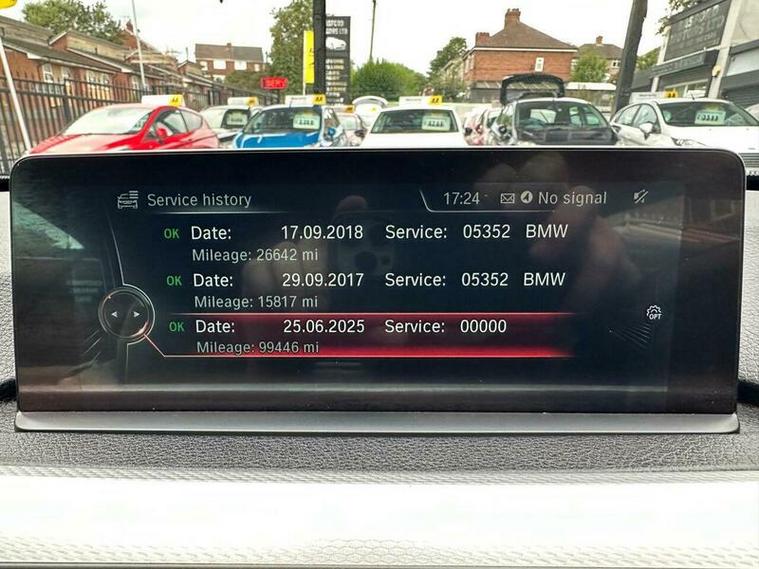 Service history
17:24 No signal
OK Date: 17.09.2018 Service: 05352 BMW
Mileage: 26642 mi
OK Date: 29.09.2017 Service: 05352 BMW
Mileage: 15817 mi
OK Date: 25.06.2025 Service: 00000
Mileage: 99446 mi
OPT